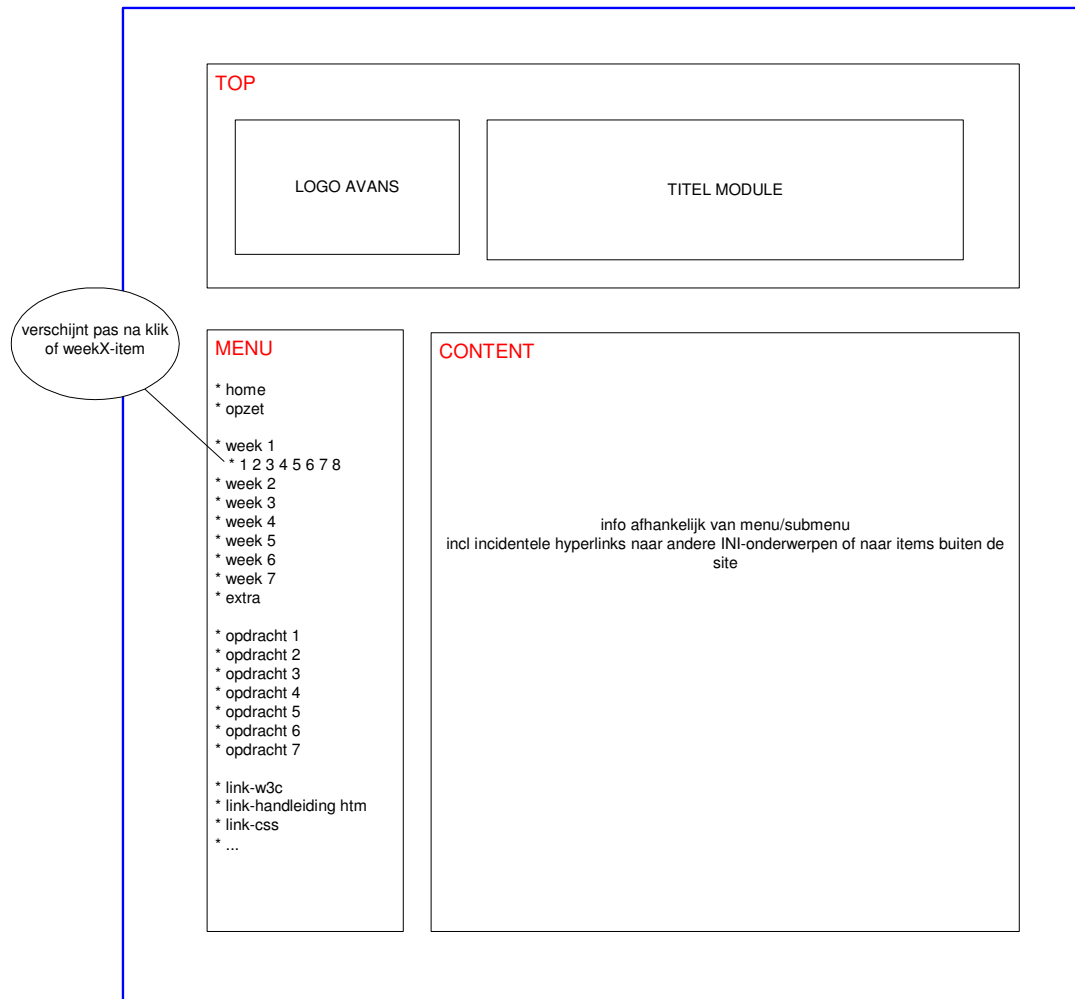 TOP
LOGO AVANS
TITEL MODULE
verschijnt pas na klik
of weekX-item
MENU
* home
* opzet
* week 1
* 1 2 3 4 5 6 7 8
* week 2
* week 3
* week 4
* week 5
* week 6
* week 7
* extra
* opdracht 1
* opdracht 2
* opdracht 3
* opdracht 4
* opdracht 5
* opdracht 6
* opdracht 7
* link-w3c
* link-handleiding htm
* link-css
* ...
CONTENT
info afhankelijk van menu/submenu
incl incidentele hyperlinks naar andere INI-onderwerpen of naar items buiten de
site